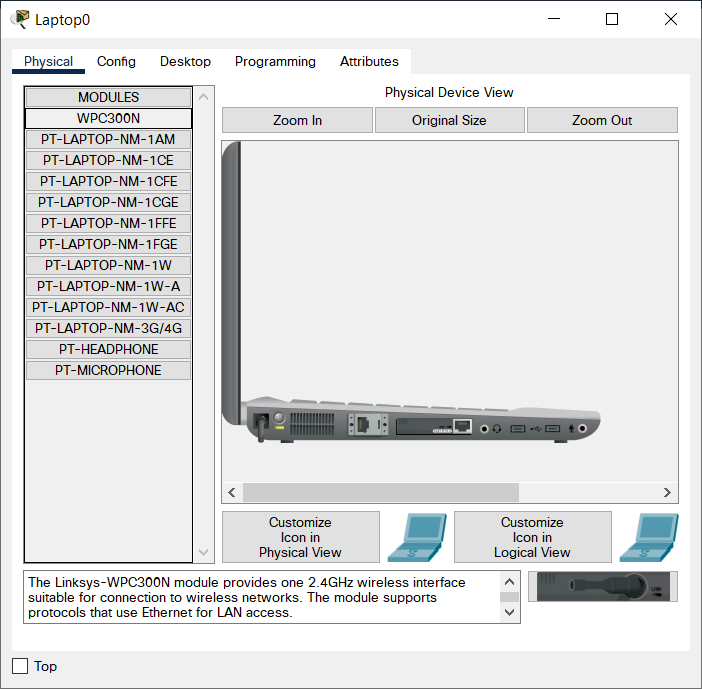 Laptop0
Physical Config Desktop Programming Attributes
MODULES
WPC300N
PT-LAPTOP-NM-1AM
PT-LAPTOP-NM-1CE
PT-LAPTOP-NM-1CFE
PT-LAPTOP-NM-1CGE
PT-LAPTOP-NM-1FFE
PT-LAPTOP-NM-1FGE
PT-LAPTOP-NM-1W
PT-LAPTOP-NM-1W-A
PT-LAPTOP-NM-1W-AC
PT-LAPTOP-NM-3G/4G
PT-HEADPHONE
PT-MICROPHONE
Physical Device View
Zoom In Original Size Zoom Out
Customize
Icon in
Physical View
Customize
Icon in
Logical View
The Linksys-WPC300N module provides one 2.4GHz wireless interface
suitable for connection to wireless networks. The module supports
protocols that use Ethernet for LAN access.
LINK
Top